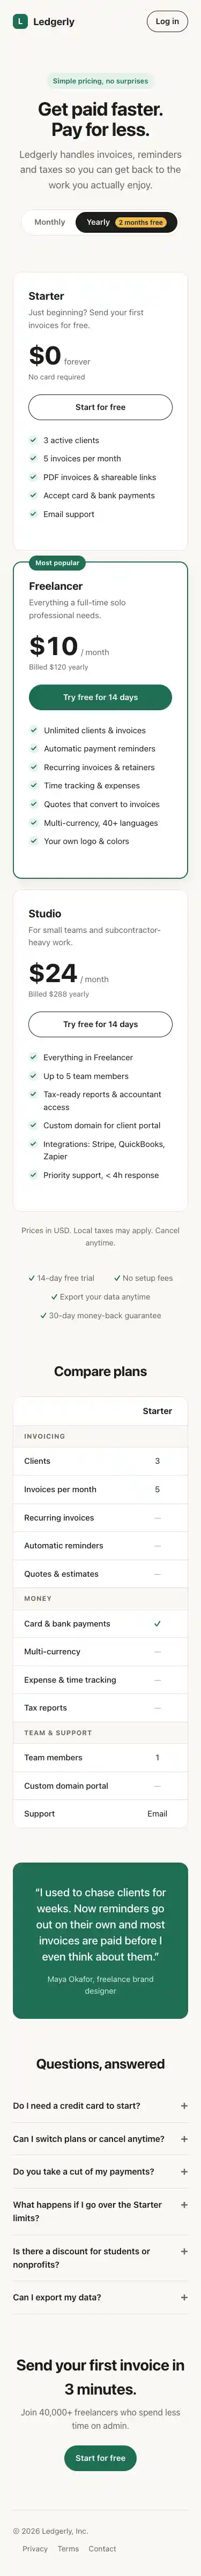 L Ledgerly Log in
Simple pricing, no surprises
Get paid faster.
Pay for less.
Ledgerly handles invoices, reminders
and taxes so you can get back to the
work you actually enjoy.
Monthly Yearly 2 months free
Starter
Just beginning? Send your first
invoices for free.
$0 forever
No card required
Start for free
3 active clients
5 invoices per month
PDF invoices & shareable links
Accept card & bank payments
Email support
Most popular
Freelancer
Everything a full-time solo
professional needs.
$10 / month
Billed $120 yearly
Try free for 14 days
Unlimited clients & invoices
Automatic payment reminders
Recurring invoices & retainers
Time tracking & expenses
Quotes that convert to invoices
Multi-currency, 40+ languages
Your own logo & colors
Studio
For small teams and subcontractor-
heavy work.
$24 / month
Billed $288 yearly
Try free for 14 days
Everything in Freelancer
Up to 5 team members
Tax-ready reports & accountant
access
Custom domain for client portal
Integrations: Stripe, QuickBooks,
Zapier
Priority support, < 4h response
Prices in USD. Local taxes may apply. Cancel
anytime.
✓ 14-day free trial ✓ No setup fees
✓ Export your data anytime
✓ 30-day money-back guarantee
Compare plans
Starter
INVOICING
Clients 3
Invoices per month 5
Recurring invoices —
Automatic reminders —
Quotes & estimates —
MONEY
Card & bank payments ✓
Multi-currency —
Expense & time tracking —
Tax reports —
TEAM & SUPPORT
Team members 1
Custom domain portal —
Support Email
“I used to chase clients for
weeks. Now reminders go
out on their own and most
invoices are paid before I
even think about them.”
Maya Okafor, freelance brand
designer
Questions, answered
Do I need a credit card to start? +
Can I switch plans or cancel anytime? +
Do you take a cut of my payments? +
What happens if I go over the Starter +
limits?
Is there a discount for students or +
nonprofits?
Can I export my data? +
Send your first invoice in
3 minutes.
Join 40,000+ freelancers who spend less
time on admin.
Start for free
© 2026 Ledgerly, Inc.
Privacy Terms Contact